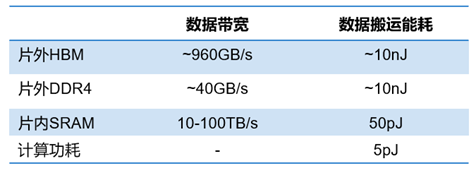 数据带宽 数据搬运能耗
片外HBM ~960GB/s ~10nJ
片外DDR4 ~40GB/s ~10nJ
片内SRAM 10-100TB/s 50pJ
计算功耗 - 5pJ